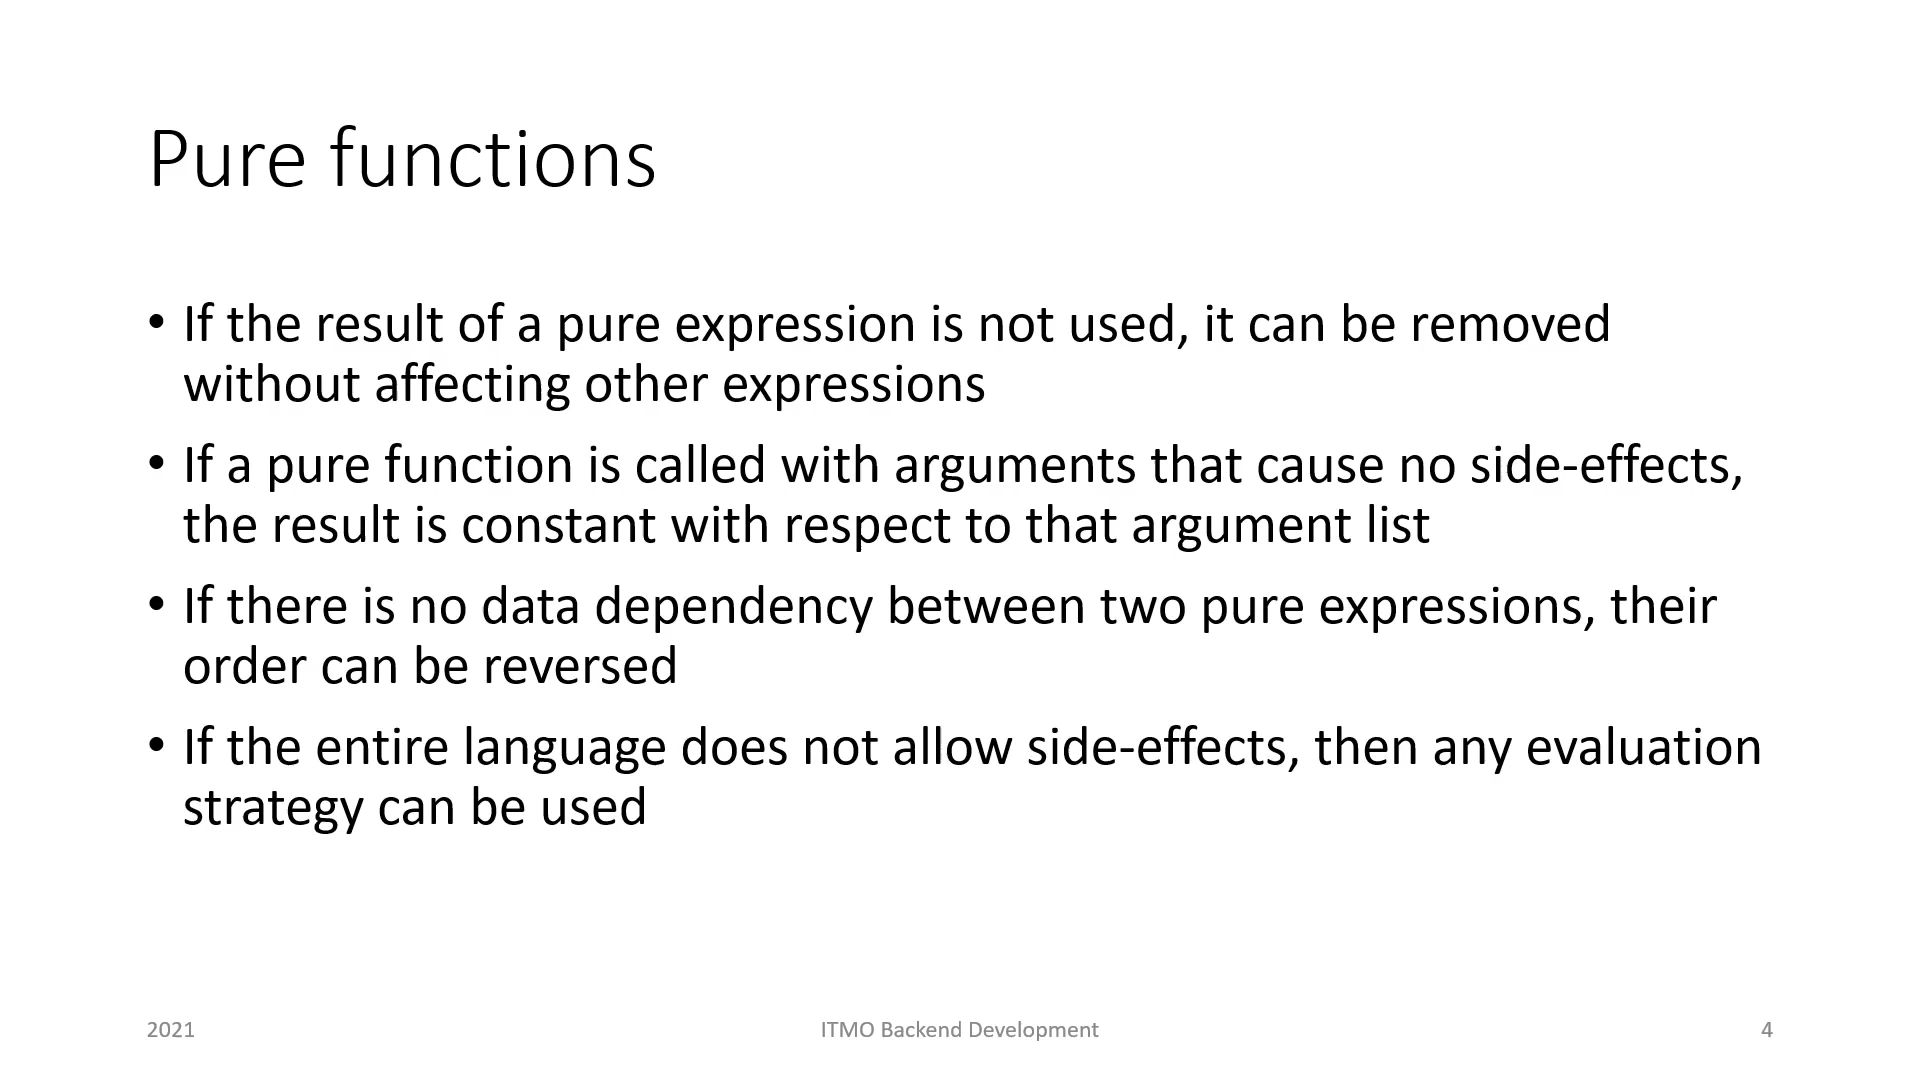 Pure functions
• If the result of a pure expression is not used, it can be removed
without affecting other expressions
• If a pure function is called with arguments that cause no side-effects,
the result is constant with respect to that argument list
• If there is no data dependency between two pure expressions, their
order can be reversed
• If the entire language does not allow side-effects, then any evaluation
strategy can be used
2021
ITMO Backend Development
4